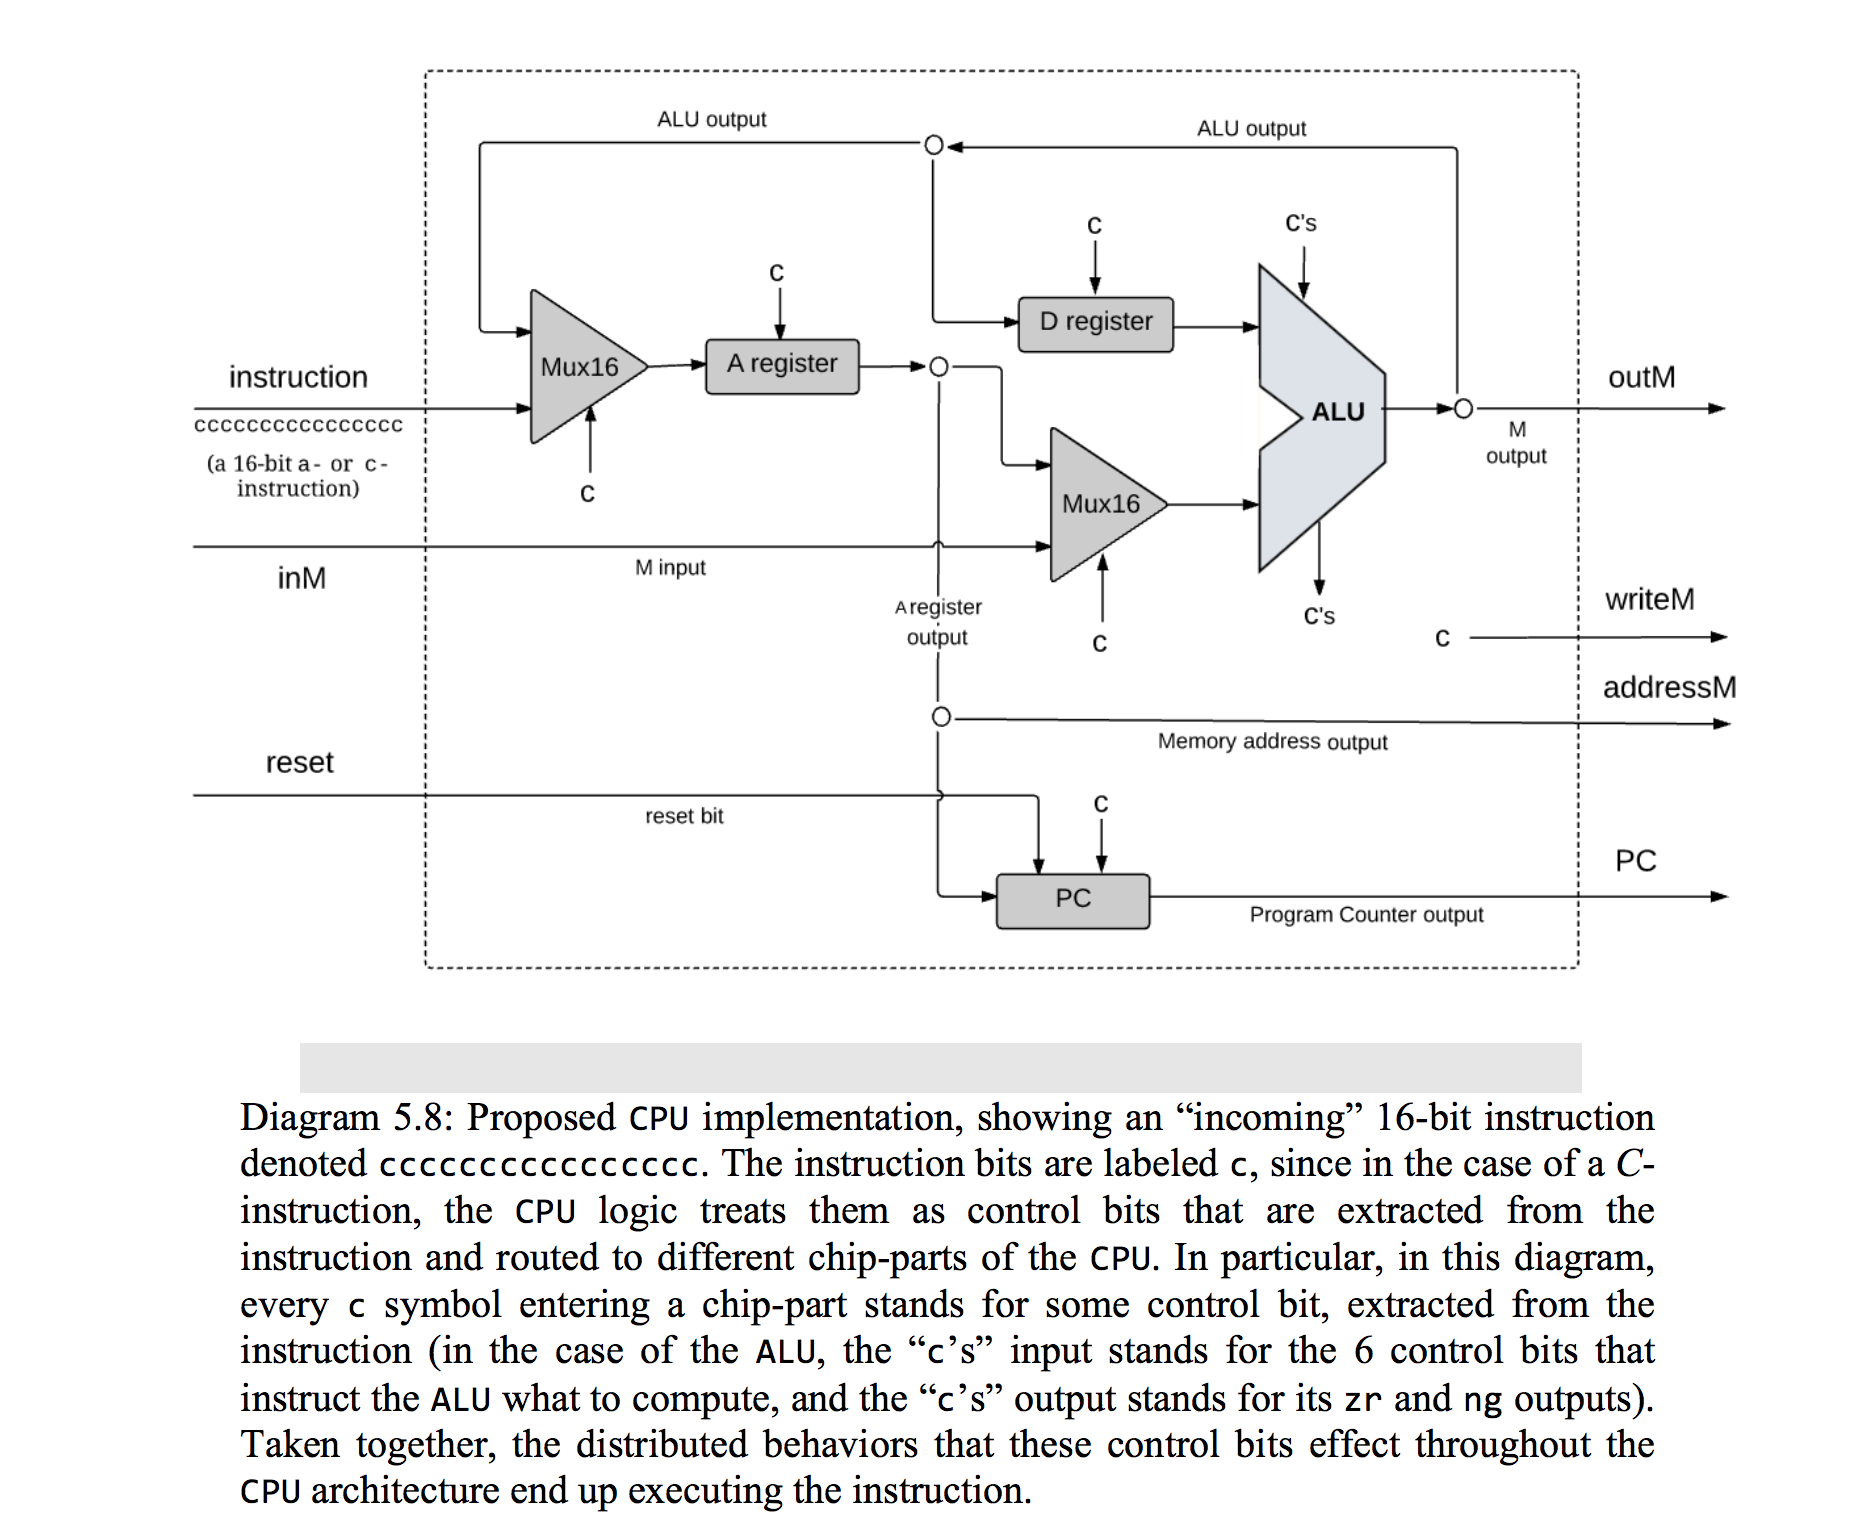 ALU output
ALU output
c
c's
c
D register
Mux16
A register
instruction
cccccccccccccccc
(a 16-bit a- or c-
instruction)
c
ALU
outM
M
output
Mux16
inM
M input
A register
output
c
c's
writeM
c
addressM
Memory address output
reset
reset bit
c
PC
PC
Program Counter output
Diagram 5.8: Proposed CPU implementation, showing an “incoming” 16-bit instruction
denoted cccccccccccccccc. The instruction bits are labeled c, since in the case of a C-
instruction, the CPU logic treats them as control bits that are extracted from the
instruction and routed to different chip-parts of the CPU. In particular, in this diagram,
every c symbol entering a chip-part stands for some control bit, extracted from the
instruction (in the case of the ALU, the “c’s” input stands for the 6 control bits that
instruct the ALU what to compute, and the “c’s” output stands for its zr and ng outputs).
Taken together, the distributed behaviors that these control bits effect throughout the
CPU architecture end up executing the instruction.